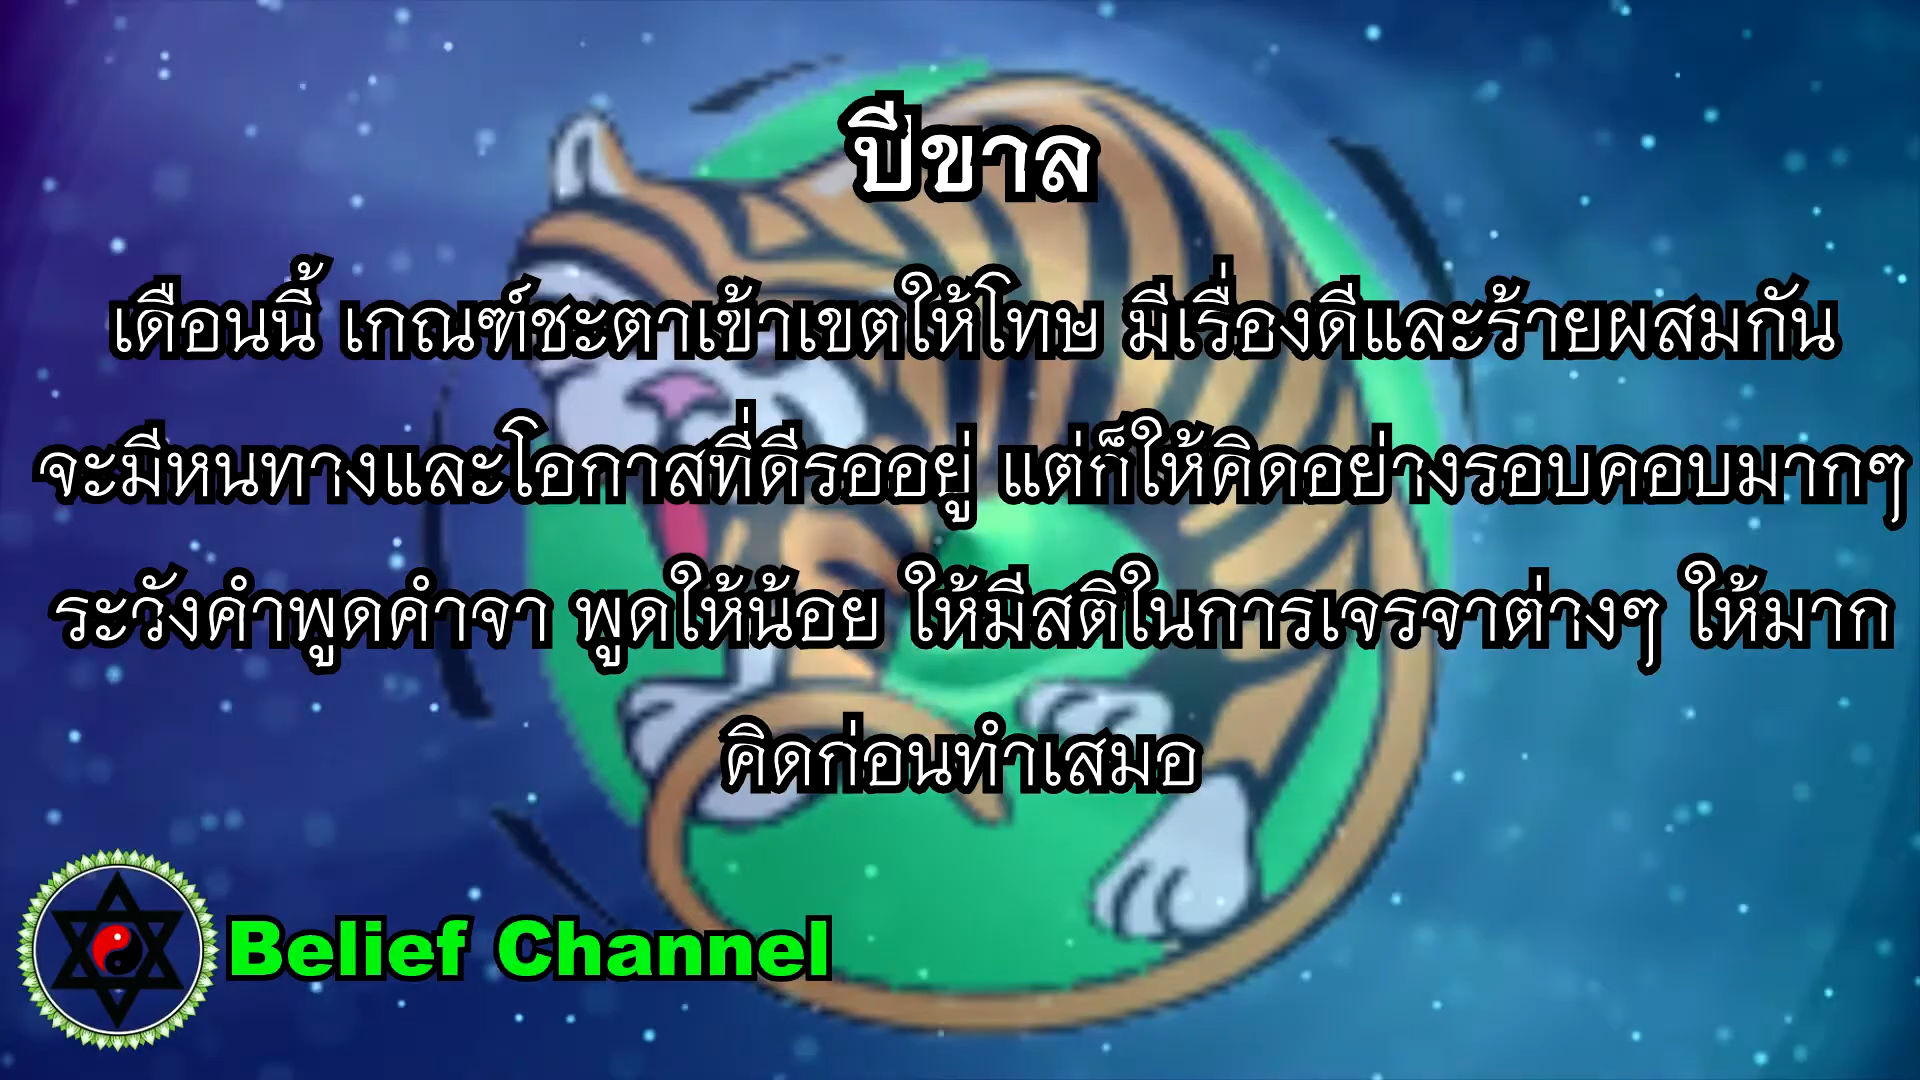 ปีขาล
เดือนนี้ เกณฑ์ชะตาเข้าเขตให้โทษ มีเรื่องดีและร้ายผสมกัน
จะมีหนทางและโอกาสที่ดีรออยู่ แต่ก็ให้คิดอย่างรอบคอบมากๆ
ระวังคำพูดคำจา พูดให้น้อย ให้มีสติในการเจรจาต่างๆ ให้มาก
คิดก่อนทำเสมอ
Belief Channel